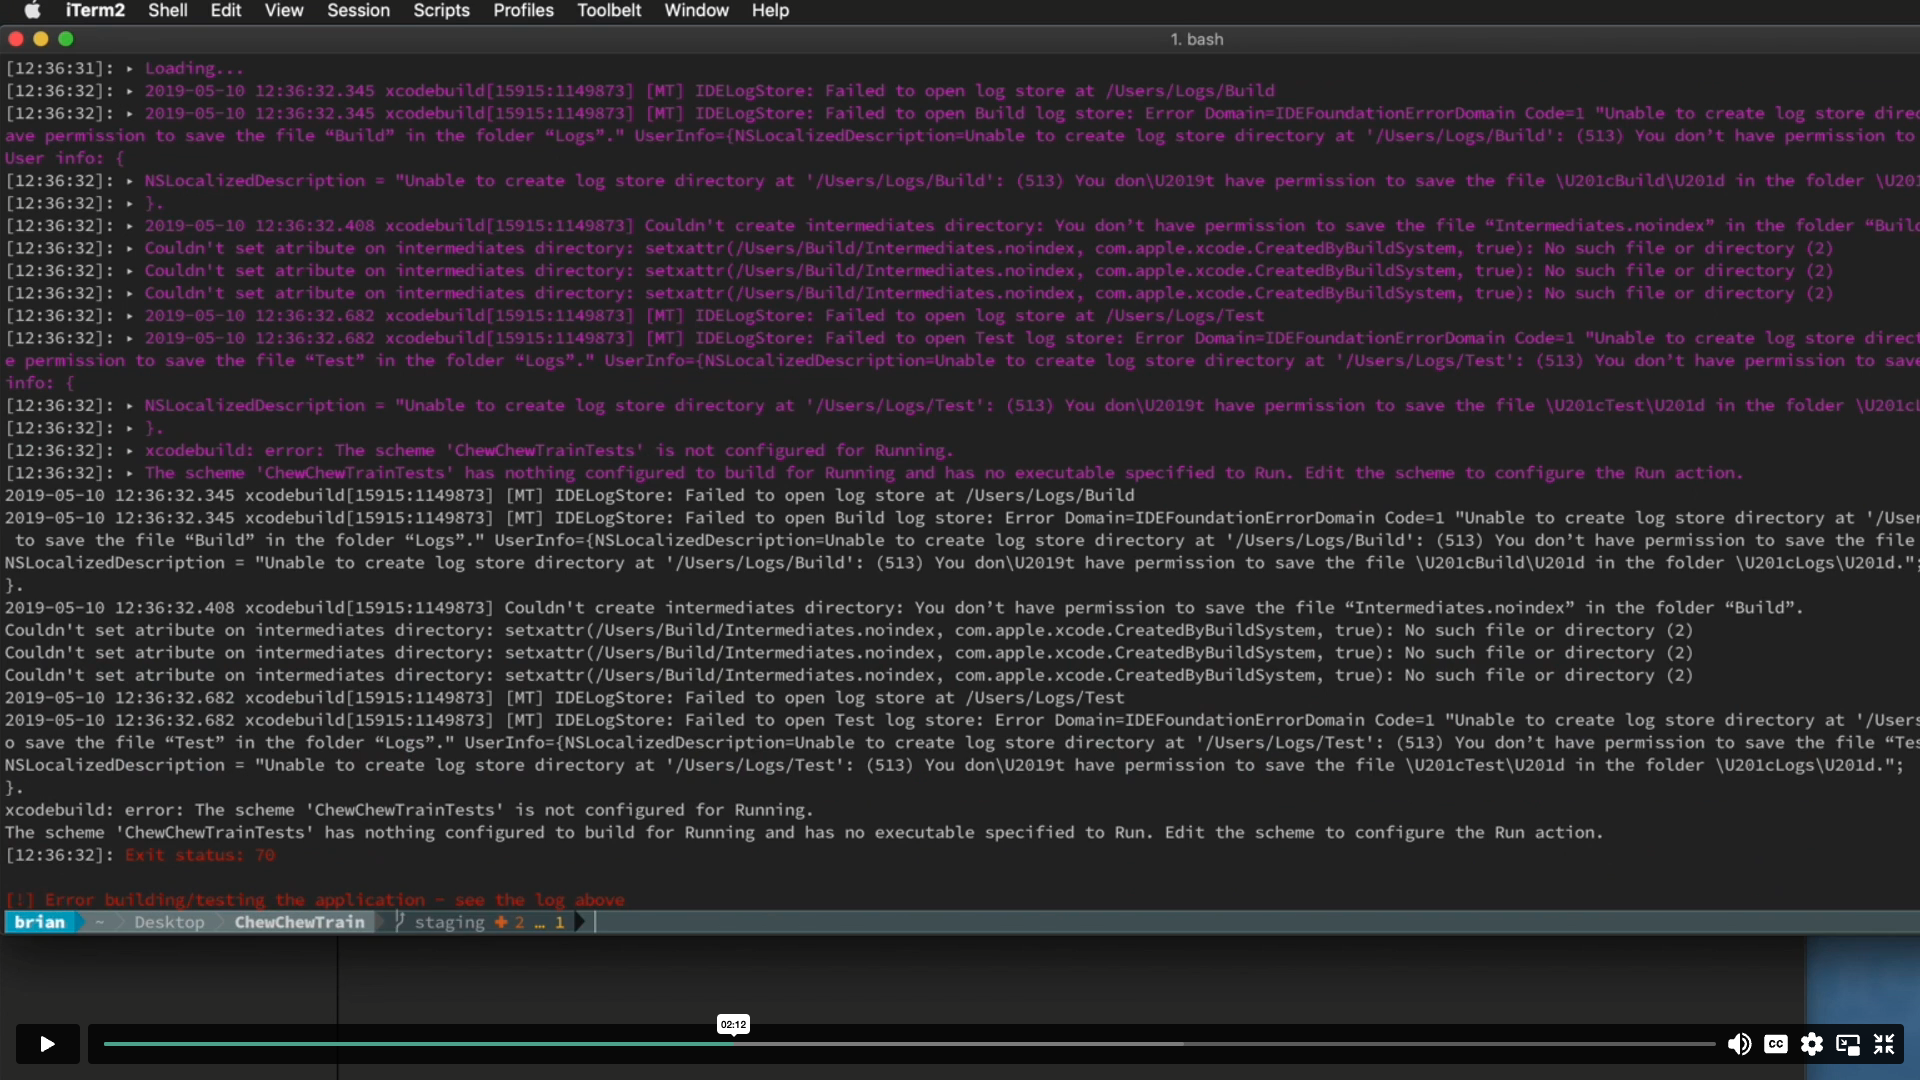 iTerm2 Shell Edit View Session Scripts Profiles Toolbelt Window Help
1. bash
[12:36:31]: ▸ Loading...
[12:36:32]: ▸ 2019-05-10 12:36:32.345 xcodebuild[15915:1149873] [MT] IDELogStore: Failed to open log store at /Users/Logs/Build
[12:36:32]: ▸ 2019-05-10 12:36:32.345 xcodebuild[15915:1149873] [MT] IDELogStore: Failed to open Build log store: Error Domain=IDEFoundationErrorDomain Code=1 "Unable to create log store direc
ave permission to save the file “Build” in the folder “Logs”." UserInfo={NSLocalizedDescription=Unable to create log store directory at '/Users/Logs/Build': (513) You don’t have permission to
User info: {
[12:36:32]: ▸ NSLocalizedDescription = "Unable to create log store directory at '/Users/Logs/Build': (513) You don\U2019t have permission to save the file \U201cBuild\U201d in the folder \U201
[12:36:32]: ▸ }.
[12:36:32]: ▸ 2019-05-10 12:36:32.408 xcodebuild[15915:1149873] Couldn't create intermediates directory: You don’t have permission to save the file “Intermediates.noindex” in the folder “Build
[12:36:32]: ▸ Couldn't set atribute on intermediates directory: setxattr(/Users/Build/Intermediates.noindex, com.apple.xcode.CreatedByBuildSystem, true): No such file or directory (2)
[12:36:32]: ▸ Couldn't set atribute on intermediates directory: setxattr(/Users/Build/Intermediates.noindex, com.apple.xcode.CreatedByBuildSystem, true): No such file or directory (2)
[12:36:32]: ▸ Couldn't set atribute on intermediates directory: setxattr(/Users/Build/Intermediates.noindex, com.apple.xcode.CreatedByBuildSystem, true): No such file or directory (2)
[12:36:32]: ▸ 2019-05-10 12:36:32.682 xcodebuild[15915:1149873] [MT] IDELogStore: Failed to open log store at /Users/Logs/Test
[12:36:32]: ▸ 2019-05-10 12:36:32.682 xcodebuild[15915:1149873] [MT] IDELogStore: Failed to open Test log store: Error Domain=IDEFoundationErrorDomain Code=1 "Unable to create log store direct
e permission to save the file “Test” in the folder “Logs”." UserInfo={NSLocalizedDescription=Unable to create log store directory at '/Users/Logs/Test': (513) You don’t have permission to save
info: {
[12:36:32]: ▸ NSLocalizedDescription = "Unable to create log store directory at '/Users/Logs/Test': (513) You don\U2019t have permission to save the file \U201cTest\U201d in the folder \U201cL
[12:36:32]: ▸ }.
[12:36:32]: ▸ xcodebuild: error: The scheme 'ChewChewTrainTests' is not configured for Running.
[12:36:32]: ▸ The scheme 'ChewChewTrainTests' has nothing configured to build for Running and has no executable specified to Run. Edit the scheme to configure the Run action.
2019-05-10 12:36:32.345 xcodebuild[15915:1149873] [MT] IDELogStore: Failed to open log store at /Users/Logs/Build
2019-05-10 12:36:32.345 xcodebuild[15915:1149873] [MT] IDELogStore: Failed to open Build log store: Error Domain=IDEFoundationErrorDomain Code=1 "Unable to create log store directory at '/User
to save the file “Build” in the folder “Logs”." UserInfo={NSLocalizedDescription=Unable to create log store directory at '/Users/Logs/Build': (513) You don’t have permission to save the file
NSLocalizedDescription = "Unable to create log store directory at '/Users/Logs/Build': (513) You don\U2019t have permission to save the file \U201cBuild\U201d in the folder \U201cLogs\U201d.";
}.
2019-05-10 12:36:32.408 xcodebuild[15915:1149873] Couldn't create intermediates directory: You don’t have permission to save the file “Intermediates.noindex” in the folder “Build”.
Couldn't set atribute on intermediates directory: setxattr(/Users/Build/Intermediates.noindex, com.apple.xcode.CreatedByBuildSystem, true): No such file or directory (2)
Couldn't set atribute on intermediates directory: setxattr(/Users/Build/Intermediates.noindex, com.apple.xcode.CreatedByBuildSystem, true): No such file or directory (2)
Couldn't set atribute on intermediates directory: setxattr(/Users/Build/Intermediates.noindex, com.apple.xcode.CreatedByBuildSystem, true): No such file or directory (2)
2019-05-10 12:36:32.682 xcodebuild[15915:1149873] [MT] IDELogStore: Failed to open log store at /Users/Logs/Test
2019-05-10 12:36:32.682 xcodebuild[15915:1149873] [MT] IDELogStore: Failed to open Test log store: Error Domain=IDEFoundationErrorDomain Code=1 "Unable to create log store directory at '/Users
o save the file “Test” in the folder “Logs”." UserInfo={NSLocalizedDescription=Unable to create log store directory at '/Users/Logs/Test': (513) You don’t have permission to save the file “Tes
NSLocalizedDescription = "Unable to create log store directory at '/Users/Logs/Test': (513) You don\U2019t have permission to save the file \U201cTest\U201d in the folder \U201cLogs\U201d.";
}.
xcodebuild: error: The scheme 'ChewChewTrainTests' is not configured for Running.
The scheme 'ChewChewTrainTests' has nothing configured to build for Running and has no executable specified to Run. Edit the scheme to configure the Run action.
[12:36:32]: Exit status: 70
[!] Error building/testing the application - see the log above
brian ~ Desktop ChewChewTrain staging ✚ 2 … 1
02:12
CC